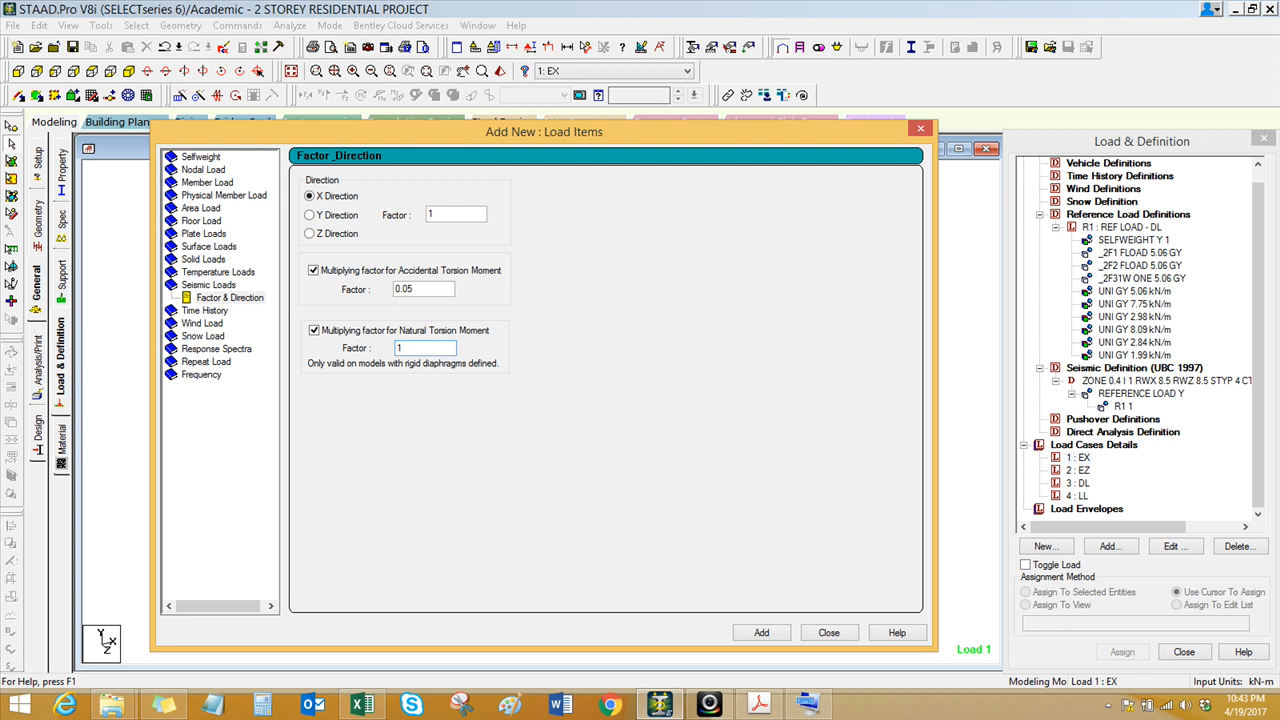 STAAD.Pro V8i (SELECTseries 6)/Academic - 2 STOREY RESIDENTIAL PROJECT
File Edit View Tools Select Geometry Commands Analyze Mode Bentley Cloud Services Window Help
1: EX
Modeling Building Plan
Add New : Load Items
Load & Definition
Setup
Geometry
General
Analysis/Print
Design
Property
Spec
Support
Load & Definition
Material
Selfweight
Nodal Load
Member Load
Physical Member Load
Area Load
Floor Load
Plate Loads
Surface Loads
Solid Loads
Temperature Loads
Seismic Loads
Factor & Direction
Time History
Wind Load
Snow Load
Response Spectra
Repeat Load
Frequency
Factor _Direction
Direction
X Direction
Y Direction Factor : 1
Z Direction
Multiplying factor for Accidental Torsion Moment
Factor : 0.05
Multiplying factor for Natural Torsion Moment
Factor : 1
Only valid on models with rigid diaphragms defined.
Add Close Help
Vehicle Definitions
Time History Definitions
Wind Definitions
Snow Definition
Reference Load Definitions
R1 : REF LOAD - DL
SELFWEIGHT Y 1
_2F1 FLOAD 5.06 GY
_2F2 FLOAD 5.06 GY
_2F31W ONE 5.06 GY
UNI GY 5.06 kN/m
UNI GY 7.75 kN/m
UNI GY 2.98 kN/m
UNI GY 8.09 kN/m
UNI GY 2.84 kN/m
UNI GY 1.99 kN/m
Seismic Definition (UBC 1997)
ZONE 0.4 I 1 RWX 8.5 RWZ 8.5 STYP 4 CT
REFERENCE LOAD Y
R1 1
Pushover Definitions
Direct Analysis Definition
Load Cases Details
1 : EX
2 : EZ
3 : DL
4 : LL
Load Envelopes
New... Add... Edit ... Delete...
Toggle Load
Assignment Method
Assign To Selected Entities Use Cursor To Assign
Assign To View Assign To Edit List
Assign Close Help
Y
X
Z
Load 1
For Help, press F1 Modeling Mo Load 1 : EX Input Units: kN-m
10:43 PM
4/19/2017